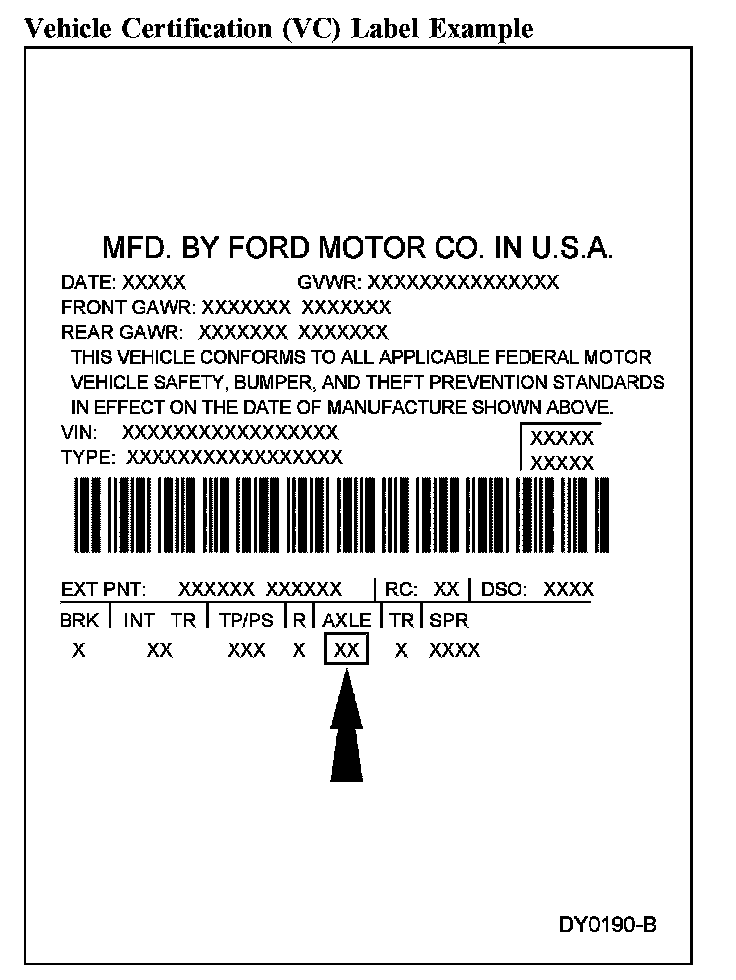 Vehicle Certification (VC) Label Example
MFD. BY FORD MOTOR CO. IN U.S.A.
DATE: XXXXX GVWR: XXXXXXXXXXXXXXX
FRONT GAWR: XXXXXXX XXXXXXX
REAR GAWR: XXXXXXX XXXXXXX
THIS VEHICLE CONFORMS TO ALL APPLICABLE FEDERAL MOTOR
VEHICLE SAFETY, BUMPER, AND THEFT PREVENTION STANDARDS
IN EFFECT ON THE DATE OF MANUFACTURE SHOWN ABOVE.
VIN: XXXXXXXXXXXXXXXXX XXXXX
TYPE: XXXXXXXXXXXXXXXXX XXXXX
EXT PNT: XXXXXX XXXXXX RC: XX DSO: XXXX
BRK INT TR TP/PS R AXLE TR SPR
X XX XXX X XX X XXXX
DY0190-B